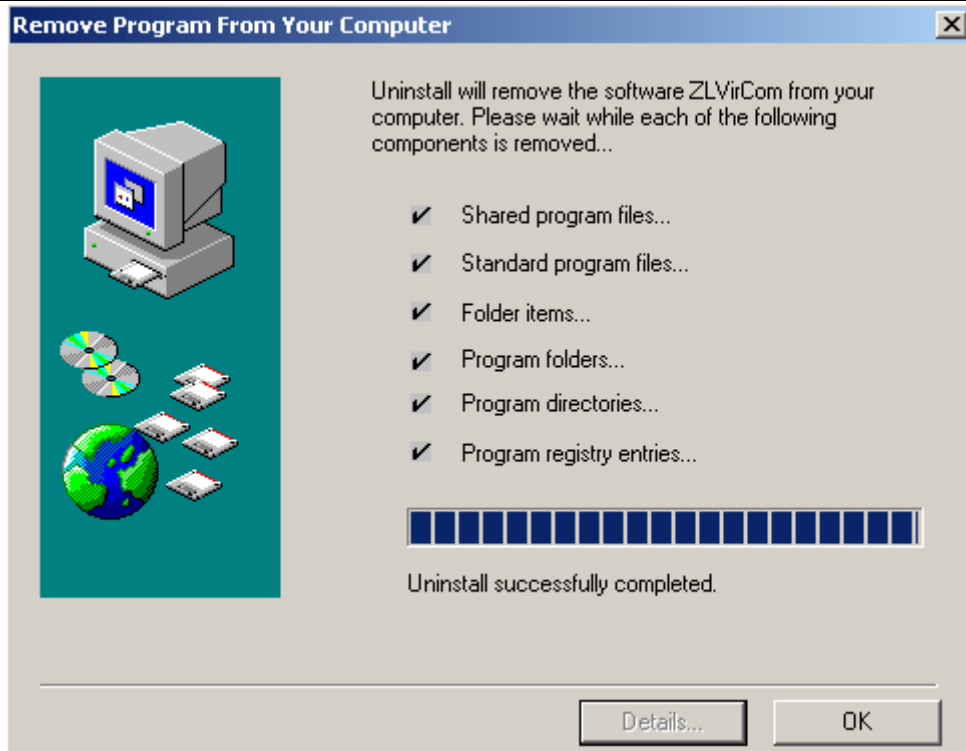 Remove Program From Your Computer
Uninstall will remove the software ZLVirCom from your
computer. Please wait while each of the following
components is removed...
Shared program files...
Standard program files...
Folder items...
Program folders...
Program directories...
Program registry entries...
Uninstall successfully completed.
Details...
OK